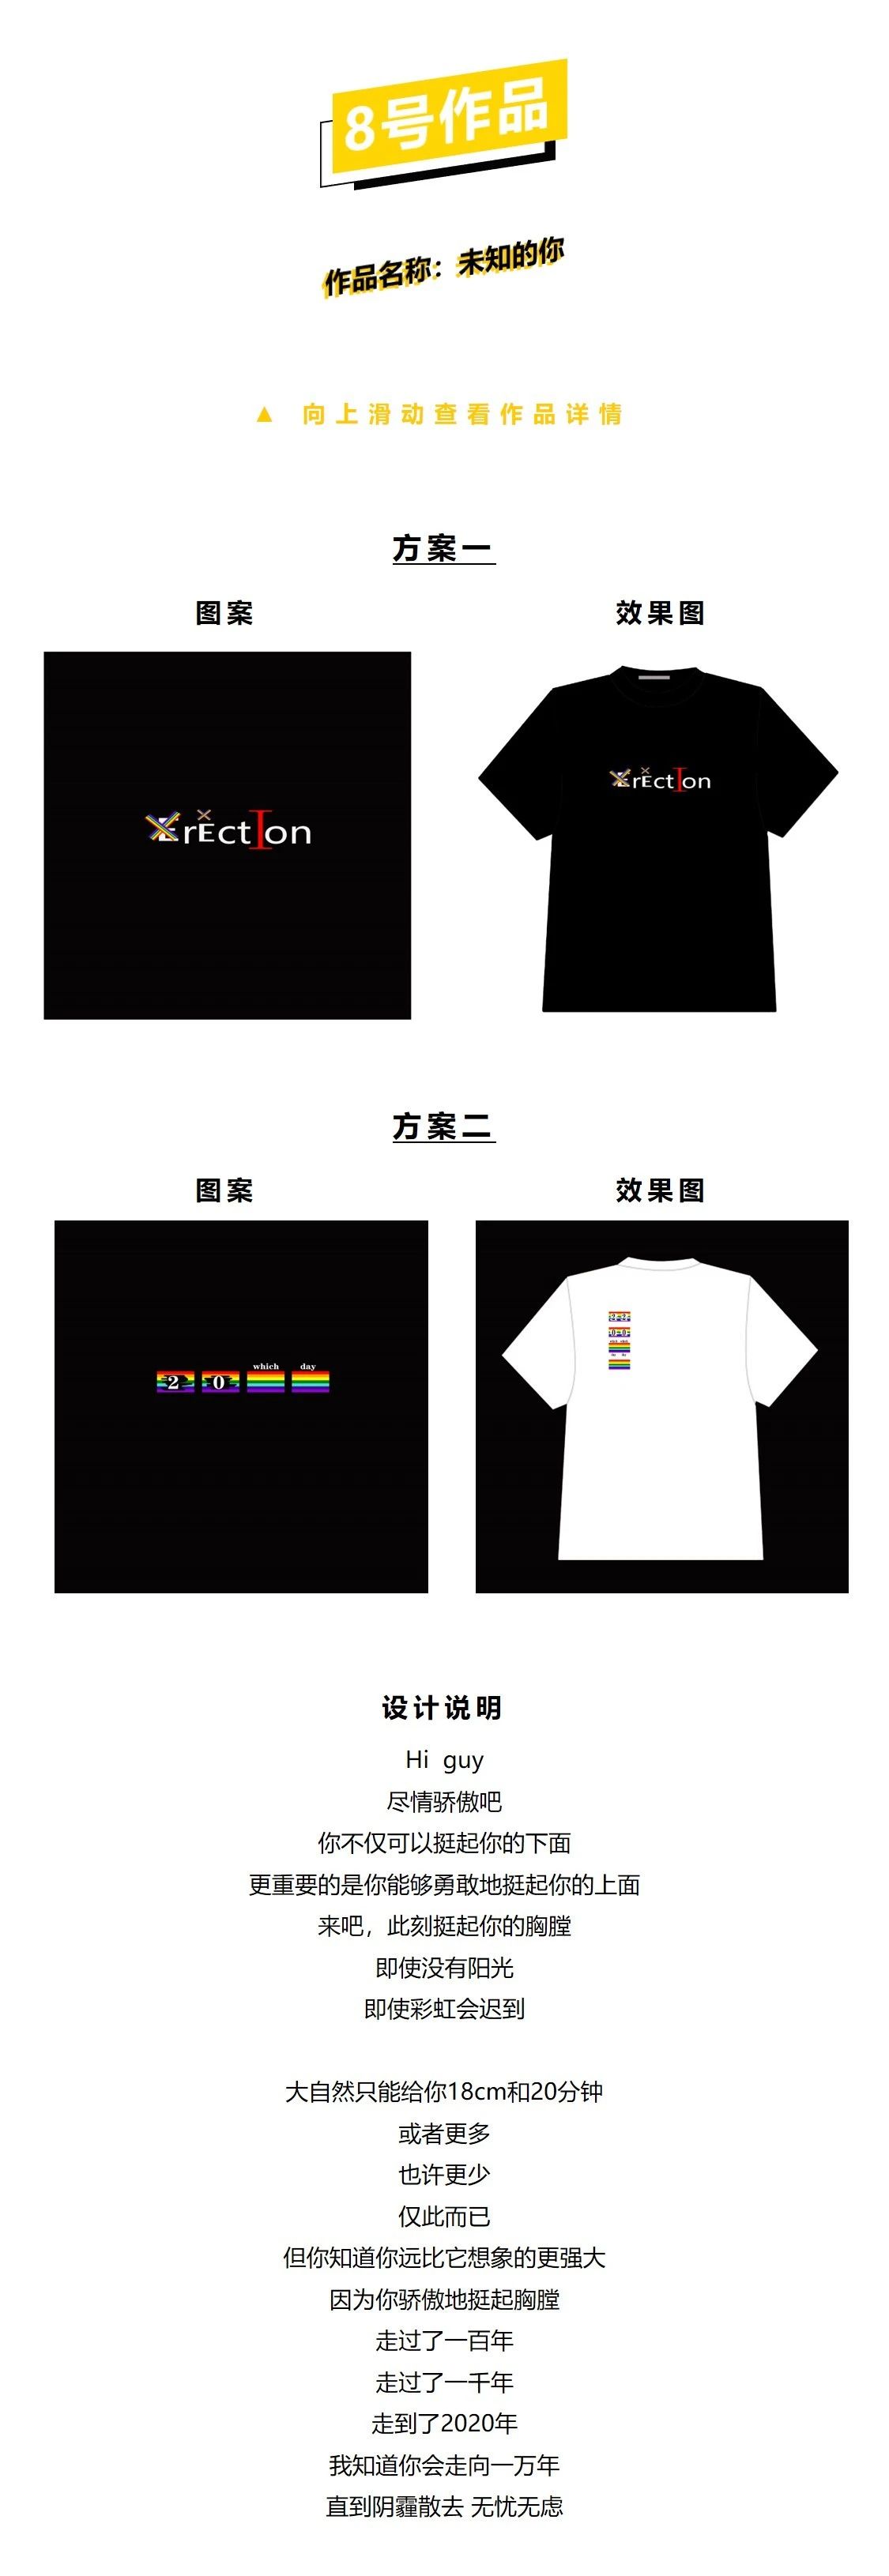 8号作品
作品名称：未知的你
▲ 向上滑动查看作品详情
方案一
图案
效果图
ErEctIon
ErEctIon
方案二
图案
效果图
which day
2 0
设计说明
Hi guy
尽情骄傲吧
你不仅可以挺起你的下面
更重要的是你能够勇敢地挺起你的上面
来吧，此刻挺起你的胸膛
即使没有阳光
即使彩虹会迟到
大自然只能给你18cm和20分钟
或者更多
也许更少
仅此而已
但你知道你远比它想象的更强大
因为你骄傲地挺起胸膛
走过了一百年
走过了一千年
走到了2020年
我知道你会走向一万年
直到阴霾散去 无忧无虑